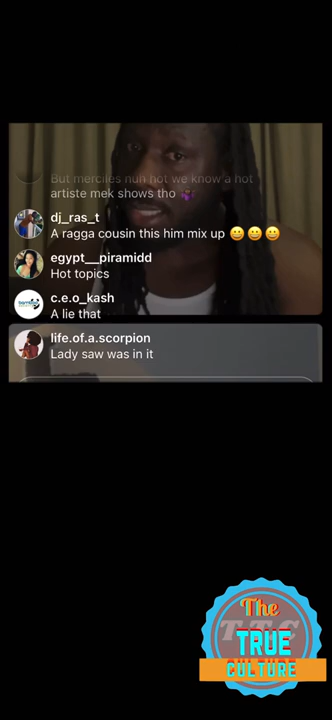 But merciles nuh hot we know a hot
artiste mek shows tho
dj_ras_t
A ragga cousin this him mix up 😀😀😀
egypt__piramidd
Hot topics
c.e.o_kash
A lie that
life.of.a.scorpion
Lady saw was in it
The
T.T.C
TRUE
CULTURE